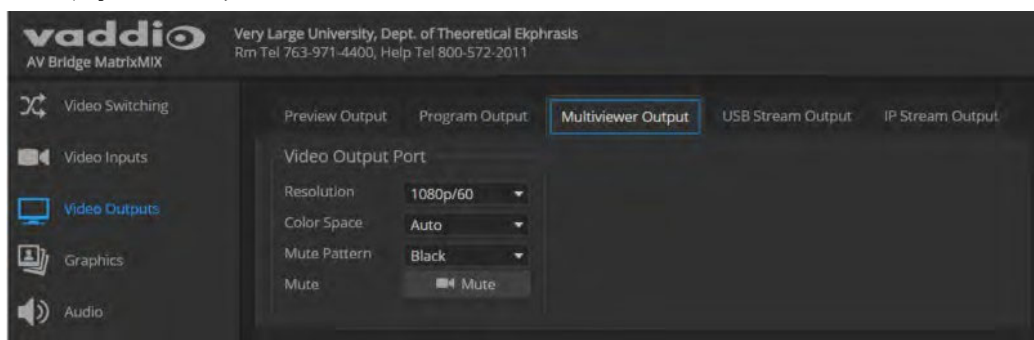 vaddio
AV Bridge MatrixMIX
Very Large University, Dept. of Theoretical Ekphrasis
Rm Tel 763-971-4400, Help Tel 800-572-2011
Video Switching
Video Inputs
Video Outputs
Graphics
Audio
Preview Output
Program Output
Multiviewer Output
USB Stream Output
IP Stream Output
Video Output Port
Resolution 1080p/60
Color Space Auto
Mute Pattern Black
Mute Mute